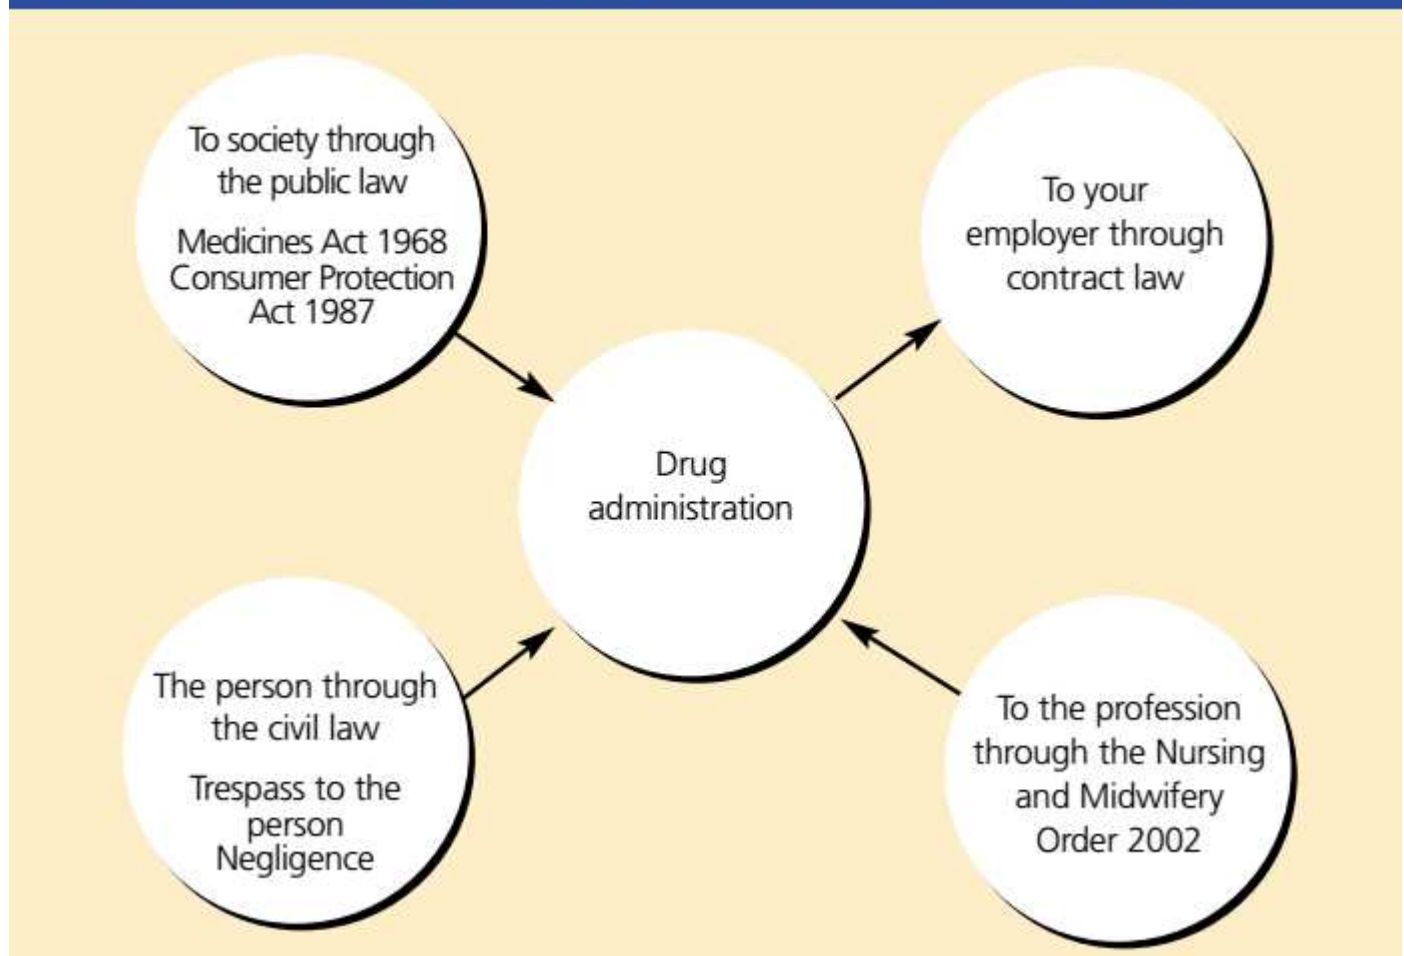 To society through
the public law
Medicines Act 1968
Consumer Protection
Act 1987
To your
employer through
contract law
Drug
administration
The person through
the civil law
Trespass to the
person
Negligence
To the profession
through the Nursing
and Midwifery
Order 2002